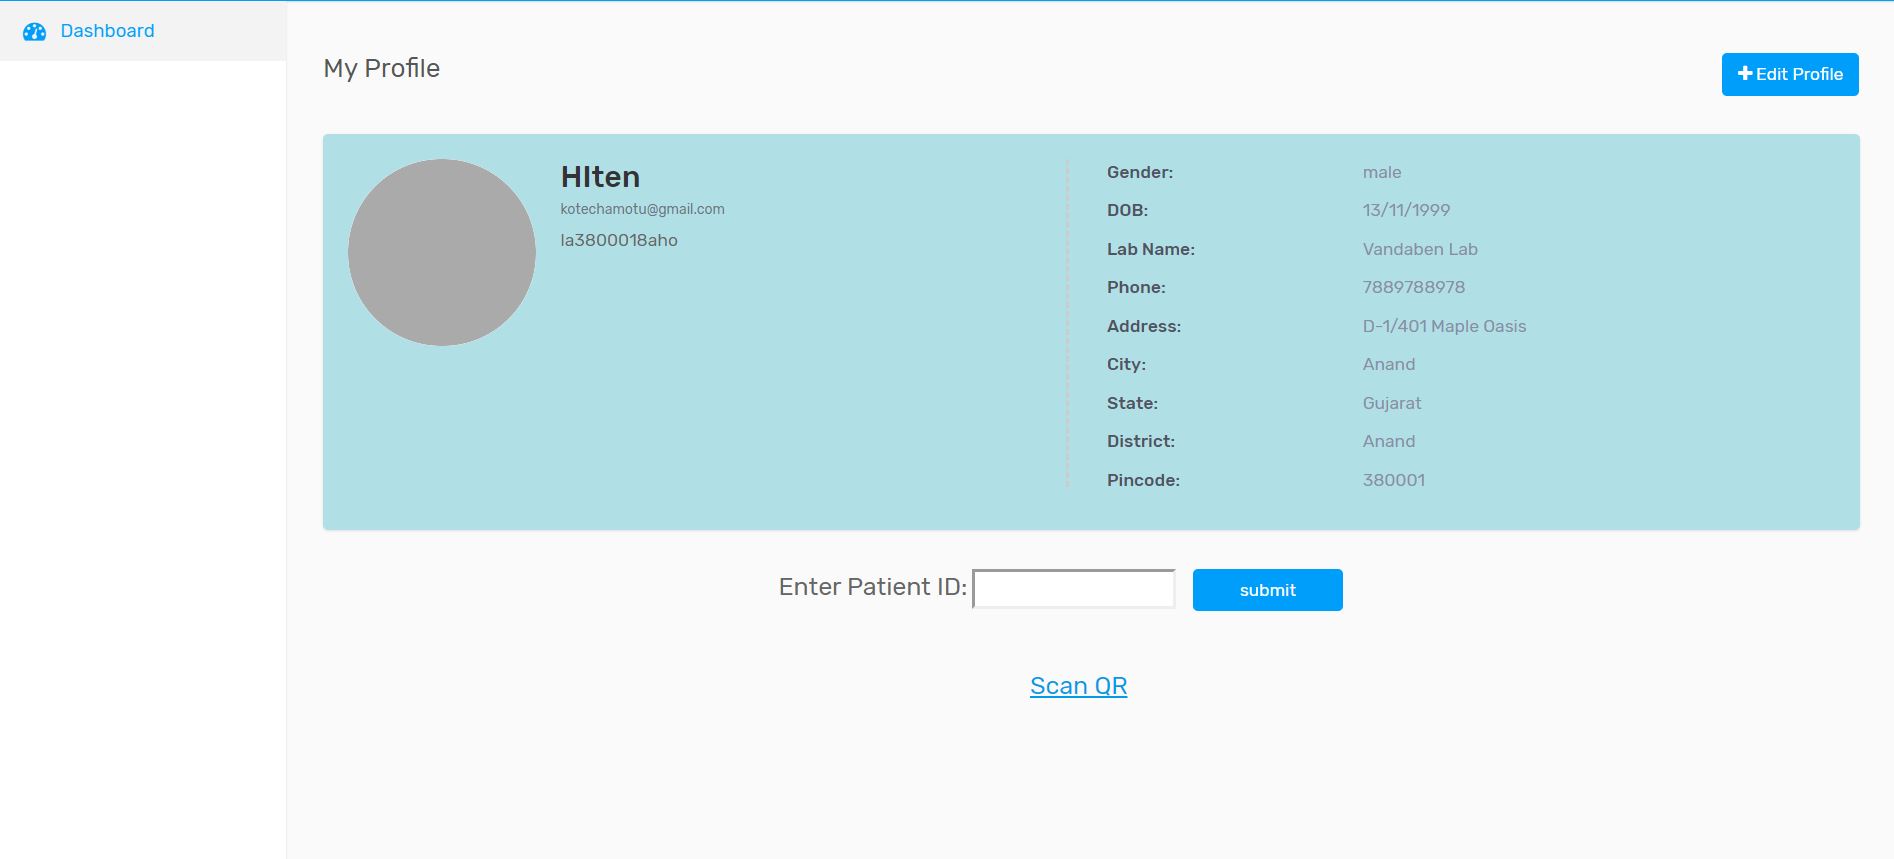 Dashboard
My Profile
Edit Profile
HIten
kotechamotu@gmail.com
la3800018aho
Gender: male
DOB: 13/11/1999
Lab Name: Vandaben Lab
Phone: 7889788978
Address: D-1/401 Maple Oasis
City: Anand
State: Gujarat
District: Anand
Pincode: 380001
Enter Patient ID: submit
Scan QR